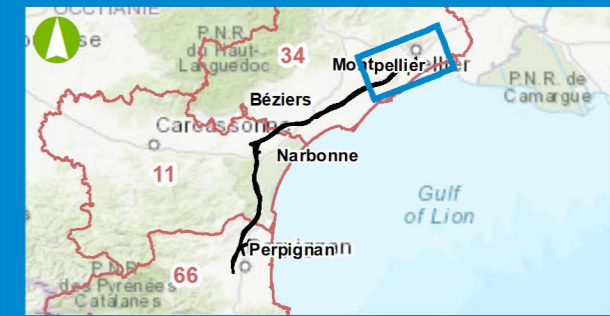 OCCITANIE
P.N.R.
du Haut-
Languedoc
34
Montpellier
Béziers
P.N.R. de
Camargue
Carcassonne
Narbonne
11
Gulf
of Lion
Perpignan
P.N.R.
des Pyrénées
Catalanes
66